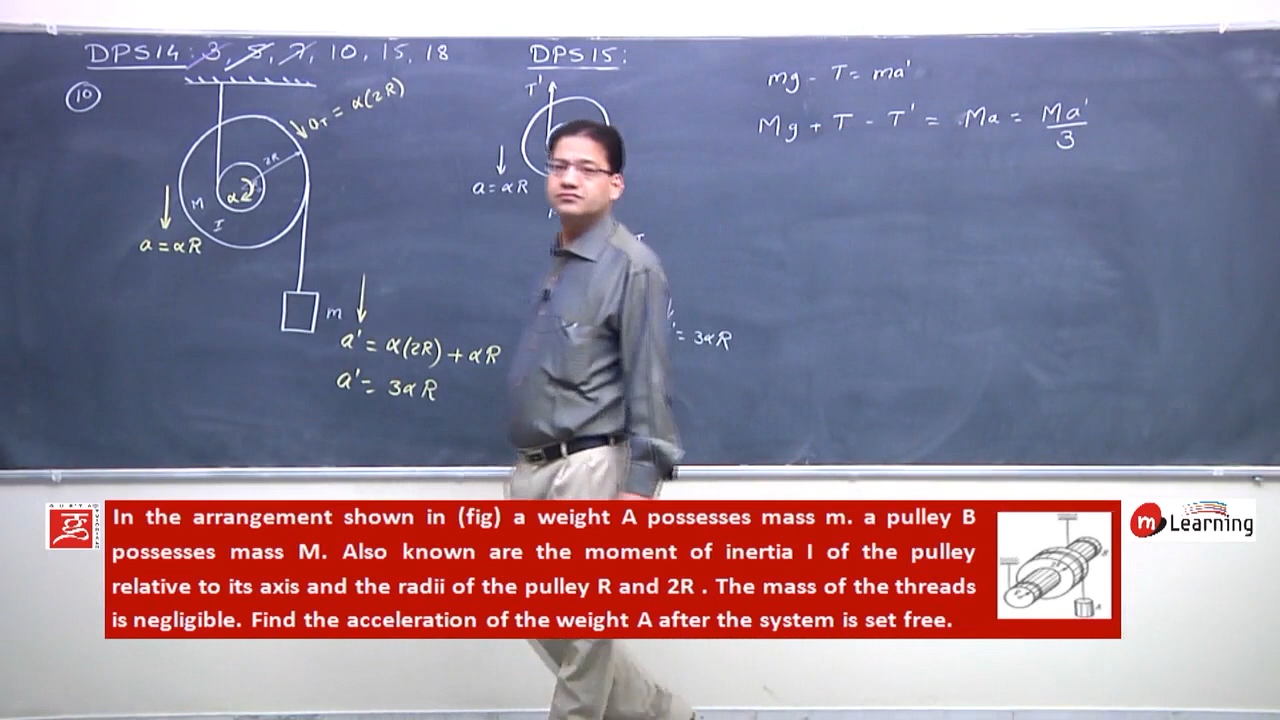 DPS14: 3, 8, 7, 10, 15, 18
DPS15:
10
a_T = α(2R)
2R
α
M
I
a = αR
m
a' = α(2R) + αR
a' = 3αR
T'
a = αR
' = 3αR
mg - T = ma'
Mg + T - T' = Ma = Ma'/3
In the arrangement shown in (fig) a weight A possesses mass m. a pulley B
possesses mass M. Also known are the moment of inertia I of the pulley
relative to its axis and the radii of the pulley R and 2R . The mass of the threads
is negligible. Find the acceleration of the weight A after the system is set free.
m Learning